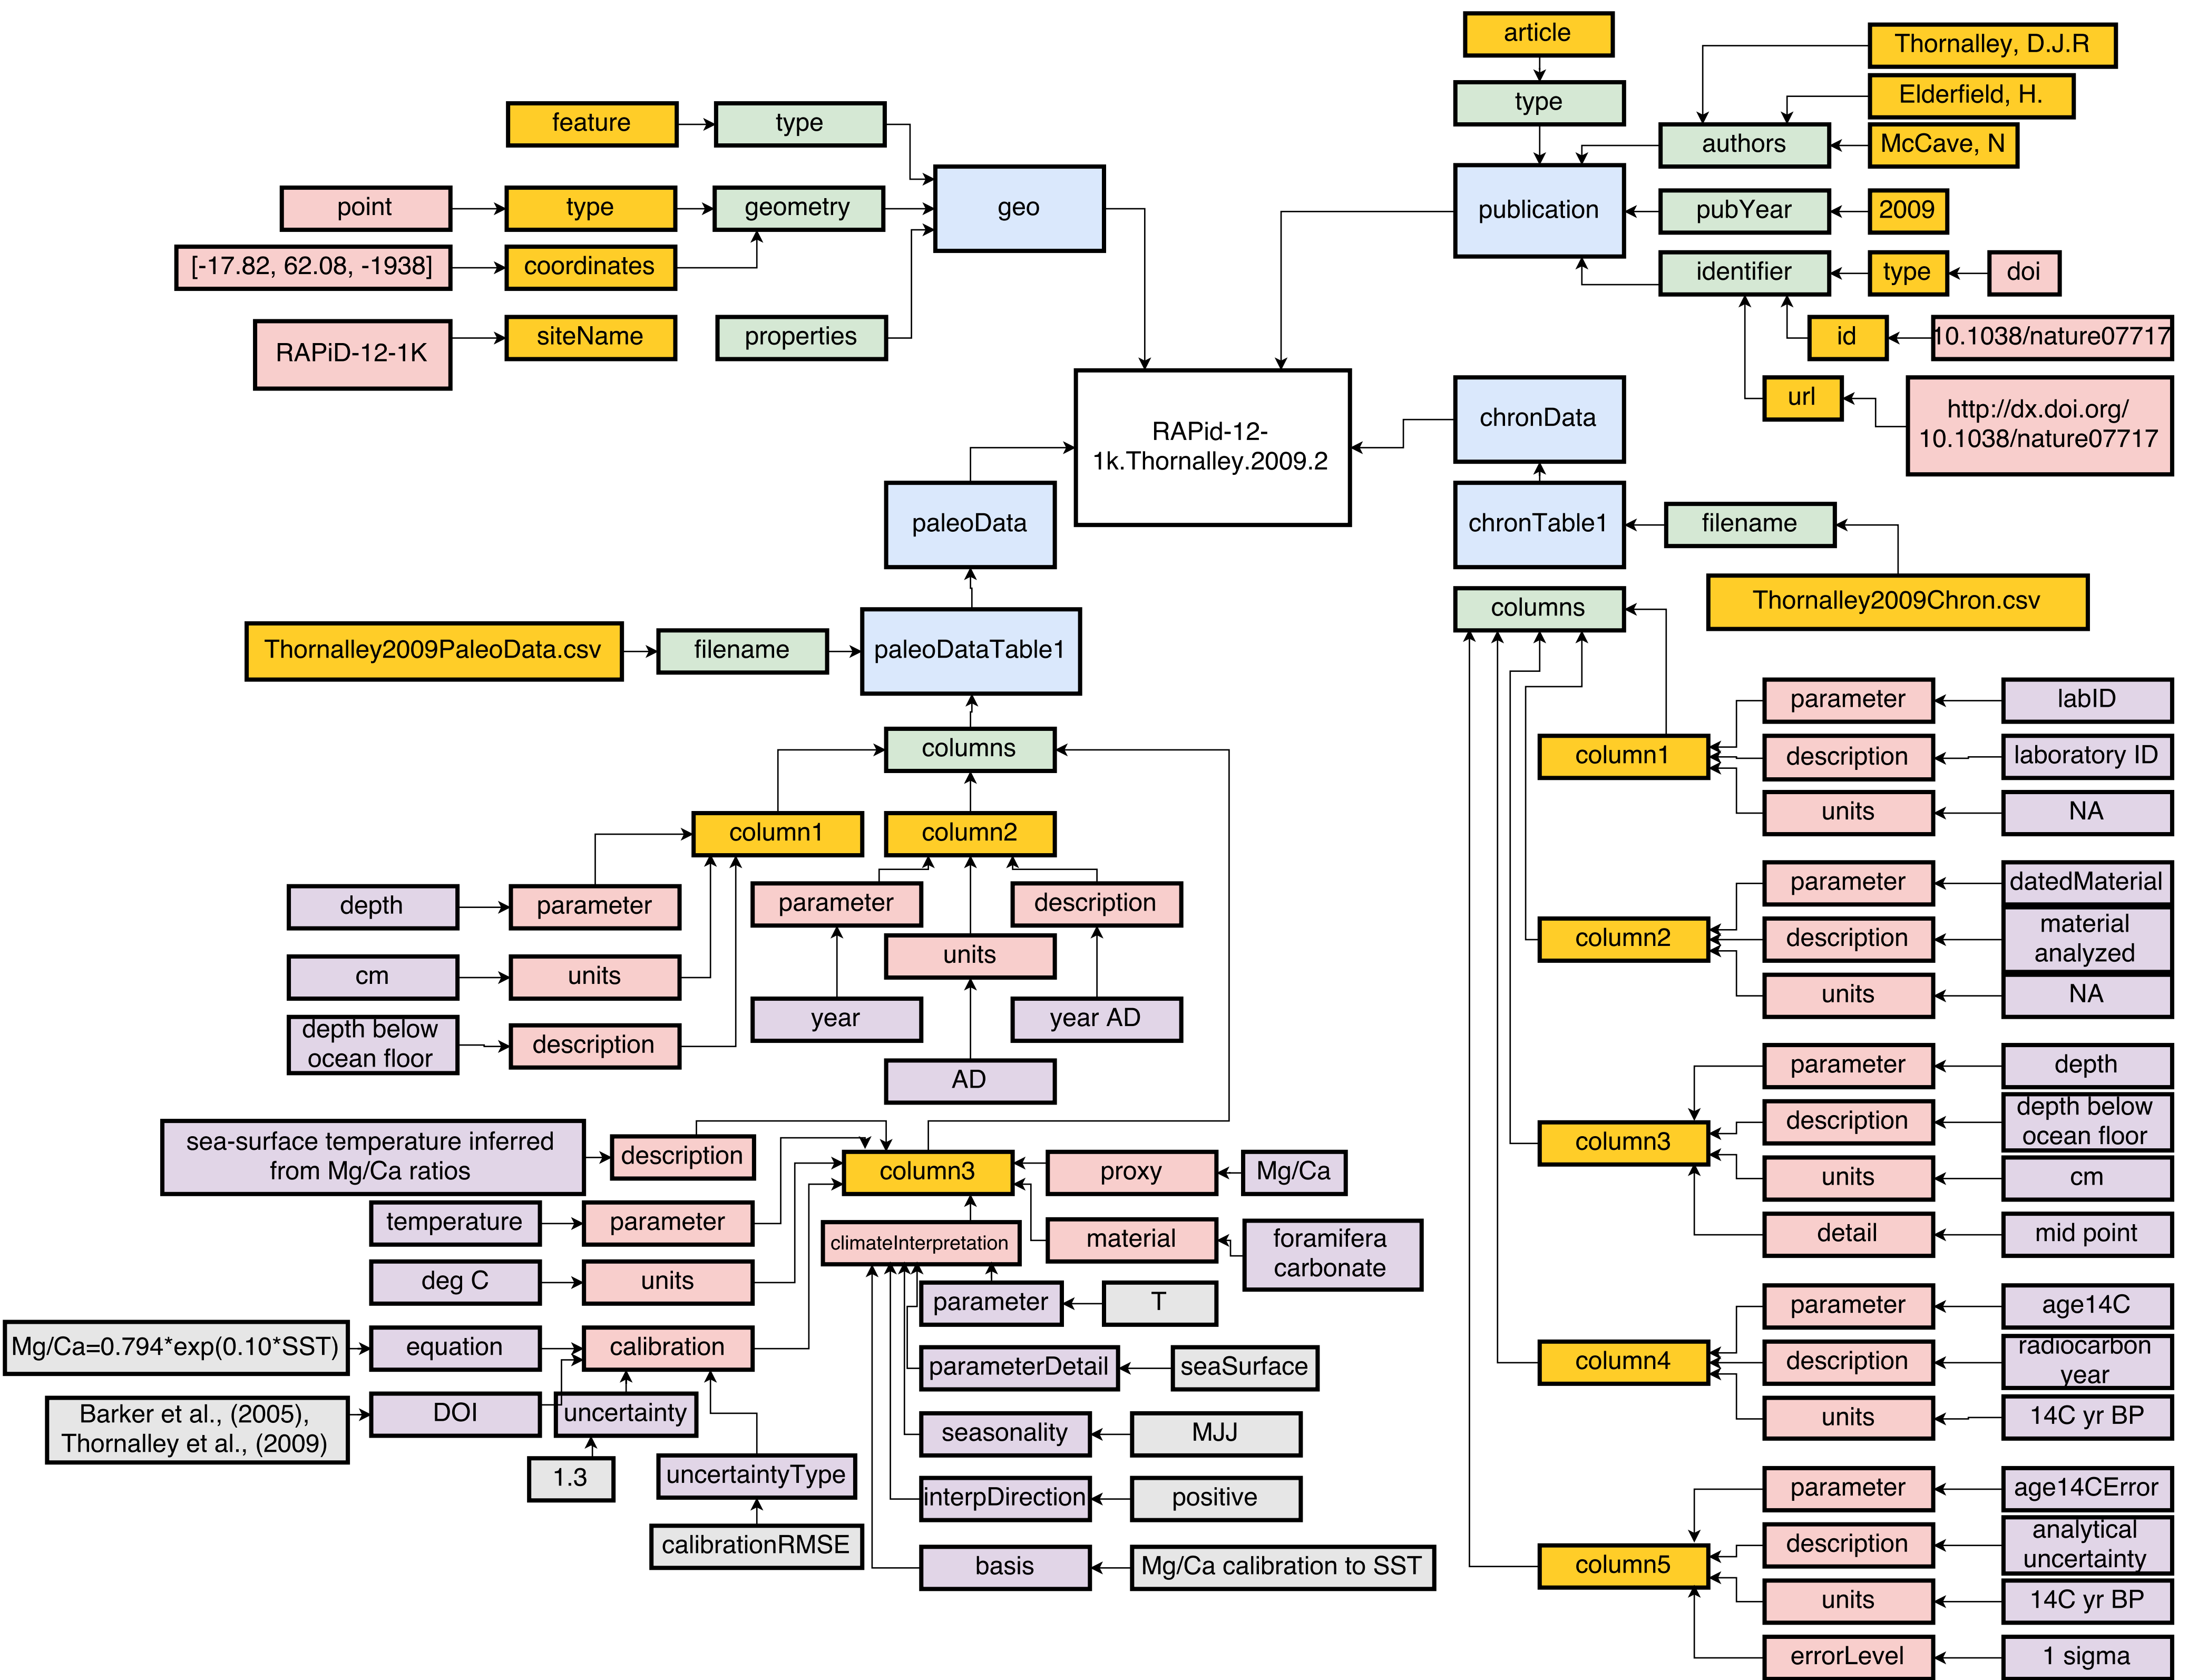 article
Thornalley, D.J.R
type
Elderfield, H.
authors
McCave, N
publication
pubYear
2009
identifier
type
doi
id
10.1038/nature07717
url
http://dx.doi.org/
10.1038/nature07717
feature
type
point
type
geometry
geo
[-17.82, 62.08, -1938]
coordinates
RAPiD-12-1K
siteName
properties
RAPid-12-
1k.Thornalley.2009.2
chronData
chronTable1
filename
Thornalley2009Chron.csv
columns
paleoData
Thornalley2009PaleoData.csv
filename
paleoDataTable1
columns
column1
column2
depth
parameter
cm
units
depth below
ocean floor
description
parameter
description
units
year
year AD
AD
sea-surface temperature inferred
from Mg/Ca ratios
description
column3
proxy
Mg/Ca
temperature
parameter
climateInterpretation
material
foramifera
carbonate
deg C
units
parameter
T
Mg/Ca=0.794*exp(0.10*SST)
equation
calibration
parameterDetail
seaSurface
Barker et al., (2005),
Thornalley et al., (2009)
DOI
uncertainty
seasonality
MJJ
1.3
uncertaintyType
interpDirection
positive
calibrationRMSE
basis
Mg/Ca calibration to SST
column1
parameter
labID
description
laboratory ID
units
NA
column2
parameter
datedMaterial
description
material
analyzed
units
NA
column3
parameter
depth
description
depth below
ocean floor
units
cm
detail
mid point
column4
parameter
age14C
description
radiocarbon
year
units
14C yr BP
column5
parameter
age14CError
description
analytical
uncertainty
units
14C yr BP
errorLevel
1 sigma